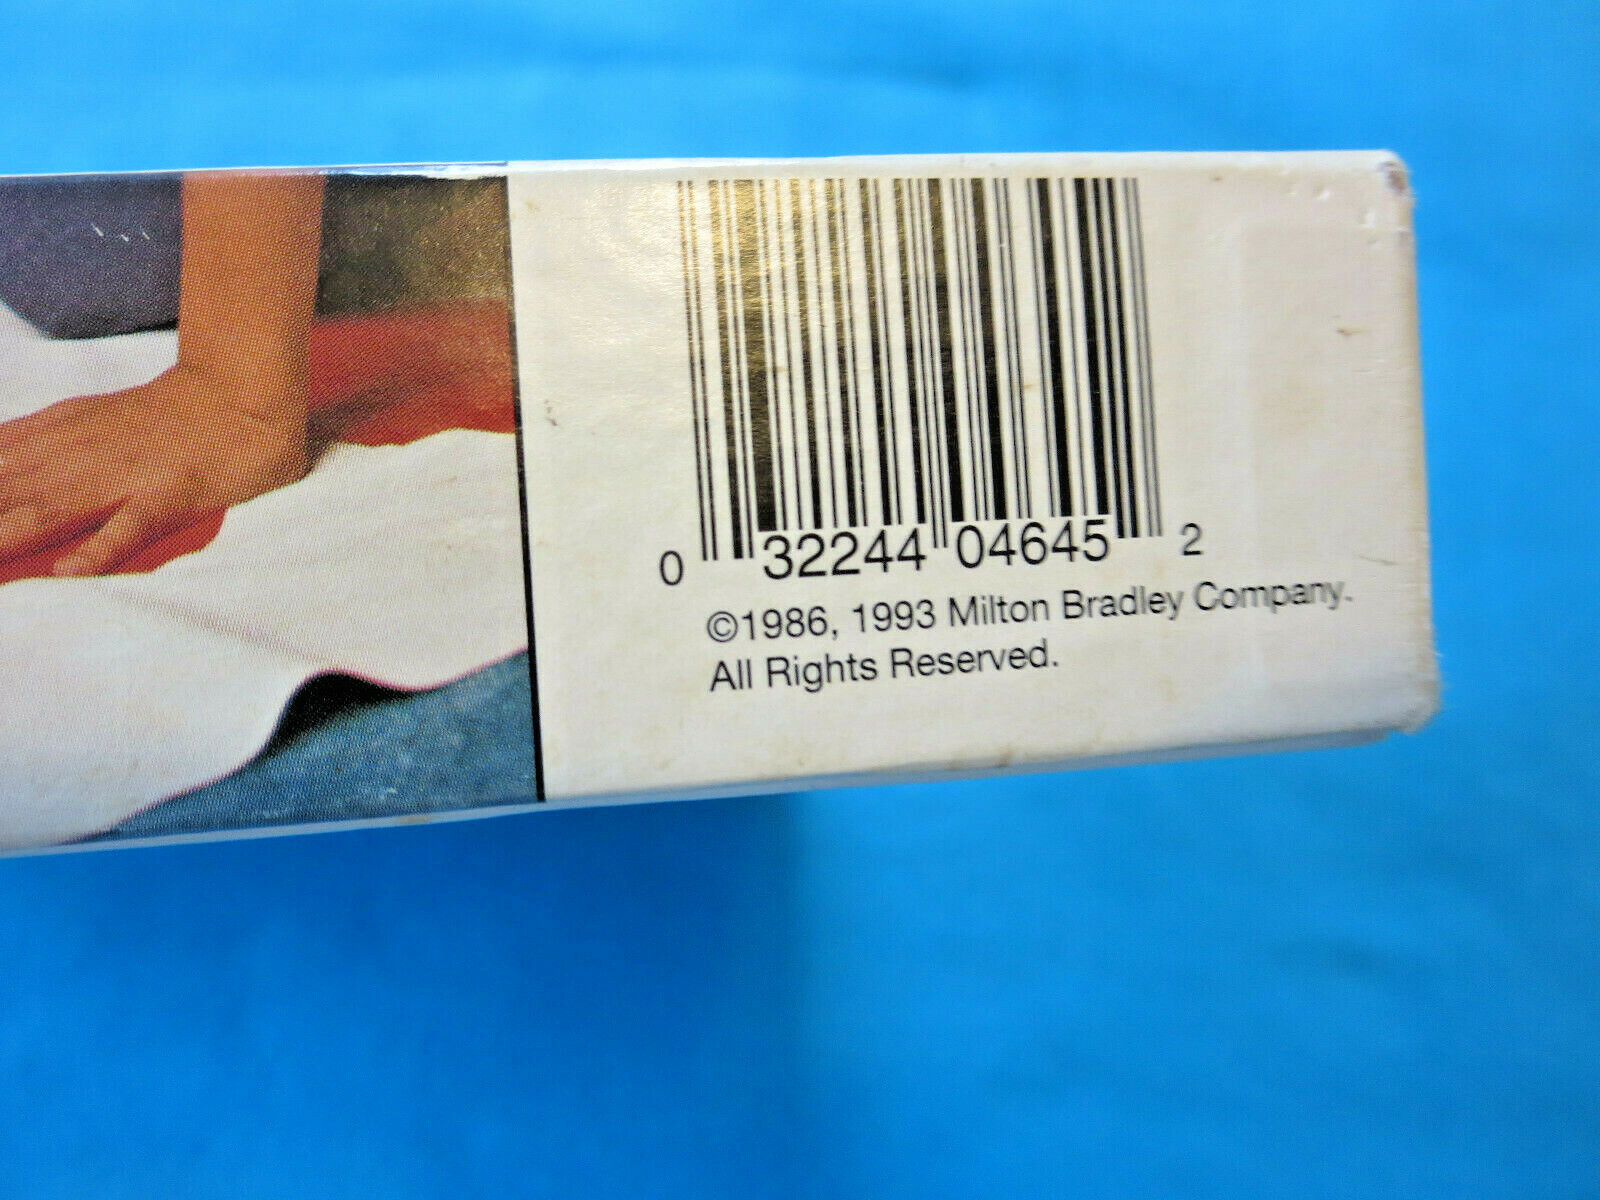 0 32244 04645 2
©1986, 1993 Milton Bradley Company.
All Rights Reserved.